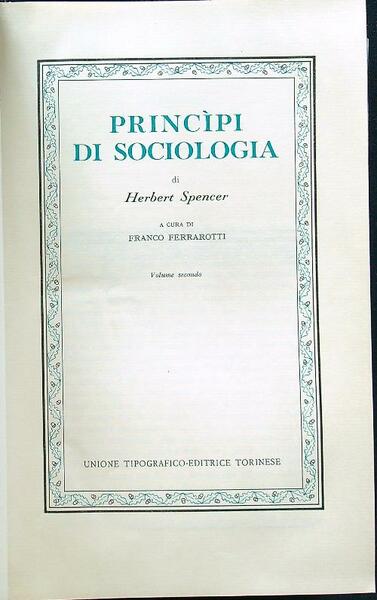 PRINCÌPI
DI SOCIOLOGIA
di
Herbert Spencer
A CURA DI
FRANCO FERRAROTTI
Volume secondo
UNIONE TIPOGRAFICO-EDITRICE TORINESE